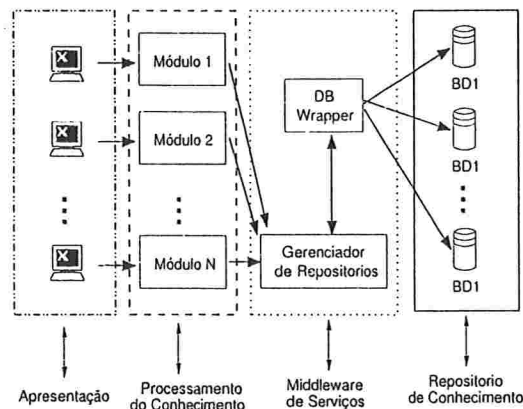 Módulo 1
Módulo 2
Módulo N
DB
Wrapper
Gerenciador
de Repositorios
BD1
BD1
BD1
Apresentação
Processamento
do Conhecimento
Middleware
de Serviços
Repositorio
de Conhecimento